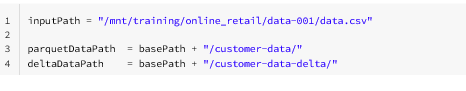 1 inputPath = "/mnt/training/online_retail/data-001/data.csv"
2
3 parquetDataPath  = basePath + "/customer-data/"
4 deltaDataPath    = basePath + "/customer-data-delta/"